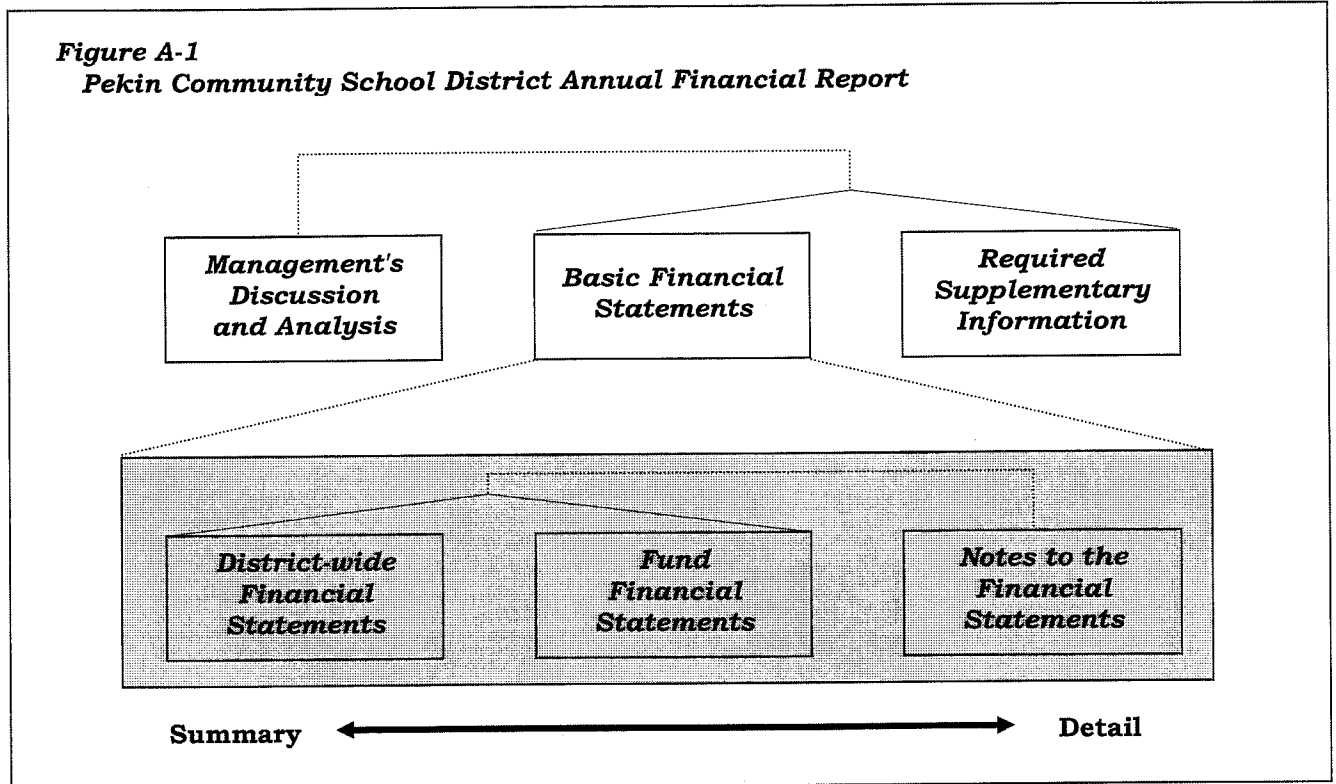 Figure A-1
Pekin Community School District Annual Financial Report
Management's
Discussion
and Analysis
Basic Financial
Statements
Required
Supplementary
Information
District-wide
Financial
Statements
Fund
Financial
Statements
Notes to the
Financial
Statements
Summary
Detail